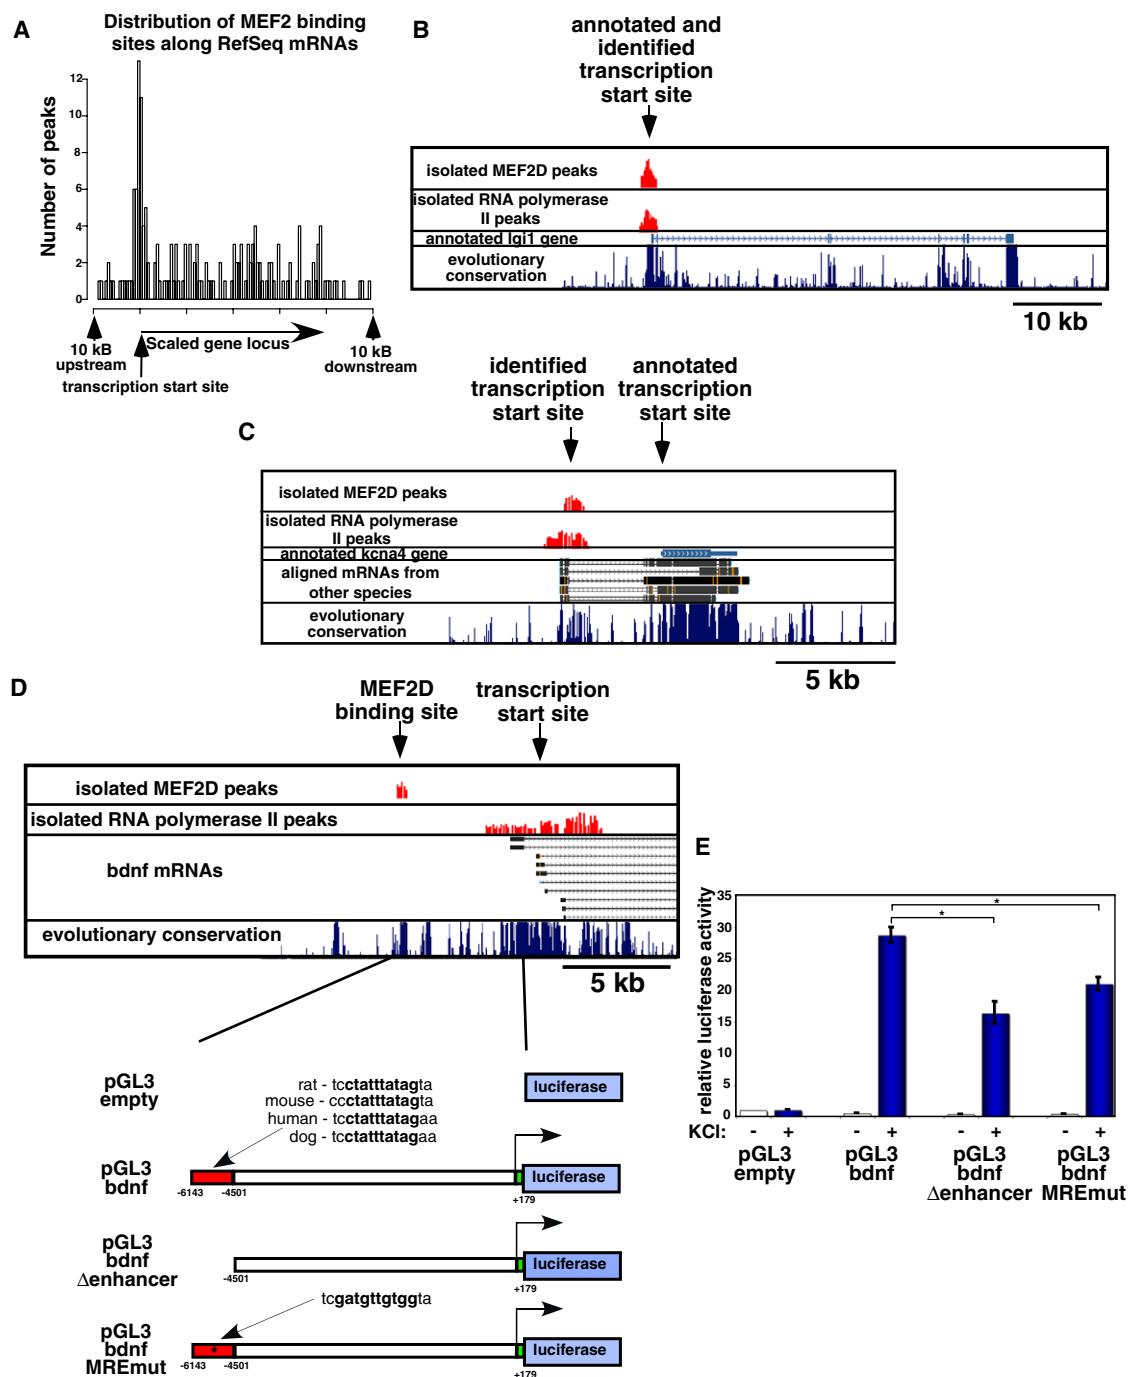 A
Distribution of MEF2 binding
sites along RefSeq mRNAs
Number of peaks
12
10
8
6
4
2
0
10 kB
upstream
Scaled gene locus
10 kB
downstream
transcription start site
B
annotated and
identified
transcription
start site
isolated MEF2D peaks
isolated RNA polymerase
II peaks
annotated lgi1 gene
evolutionary
conservation
10 kb
C
identified
transcription
start site
annotated
transcription
start site
isolated MEF2D peaks
isolated RNA polymerase
II peaks
annotated kcna4 gene
aligned mRNAs from
other species
evolutionary
conservation
5 kb
D
MEF2D
binding site
transcription
start site
isolated MEF2D peaks
isolated RNA polymerase II peaks
bdnf mRNAs
evolutionary conservation
5 kb
pGL3
empty
luciferase
rat - tcctatttatagta
mouse - ccctatttatagta
human - tcctatttatagaa
dog - tcctatttatagaa
pGL3
bdnf
-6143
-4501
+179
luciferase
pGL3
bdnf
Δenhancer
-4501
+179
luciferase
tcgatgttgtggta
pGL3
bdnf
MREmut
*
-6143
-4501
+179
luciferase
E
relative luciferase activity
35
30
25
20
15
10
5
0
*
*
KCl: - + - + - + - +
pGL3
empty
pGL3
bdnf
pGL3
bdnf
Δenhancer
pGL3
bdnf
MREmut